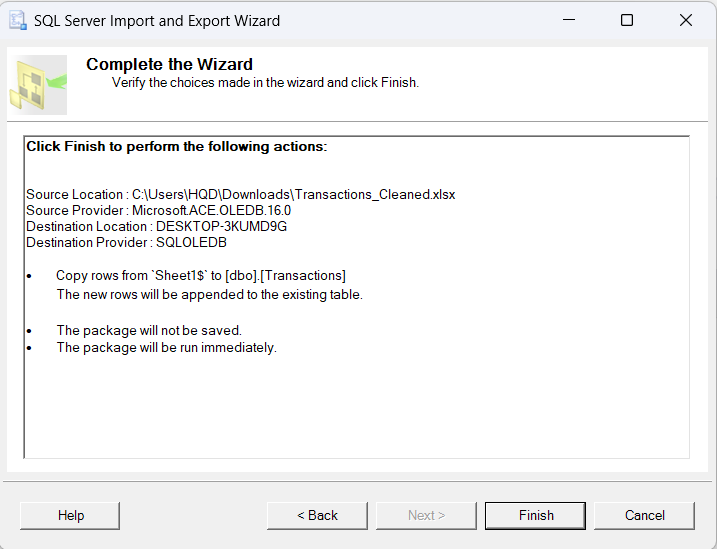 SQL Server Import and Export Wizard
Complete the Wizard
Verify the choices made in the wizard and click Finish.
Click Finish to perform the following actions:
Source Location : C:\Users\HQD\Downloads\Transactions_Cleaned.xlsx
Source Provider : Microsoft.ACE.OLEDB.16.0
Destination Location : DESKTOP-3KUMD9G
Destination Provider : SQLOLEDB
• Copy rows from `Sheet1$` to [dbo].[Transactions]
The new rows will be appended to the existing table.
• The package will not be saved.
• The package will be run immediately.
Help < Back Next > Finish Cancel